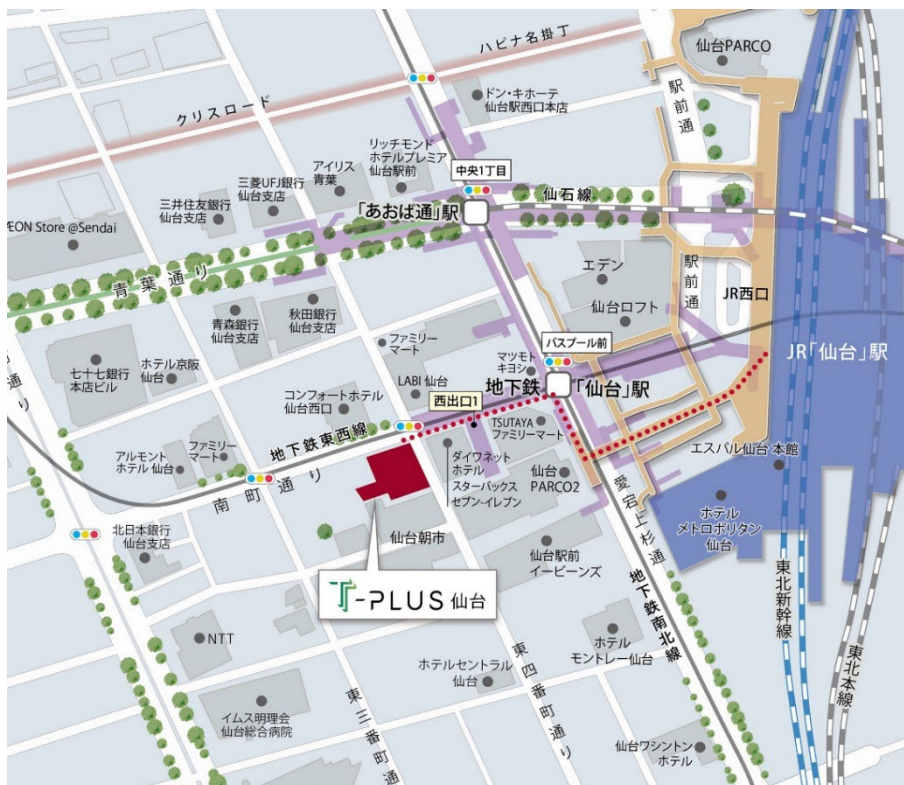 ハピナ名掛丁
仙台PARCO
クリスロード
ドン・キホーテ
仙台駅西口本店
駅前通
リッチモンド
ホテルプレミア
仙台駅前
アイリス
青葉
三菱UFJ銀行
仙台支店
三井住友銀行
仙台支店
中央1丁目
仙石線
「あおば通」駅
ÆON Store @Sendai
青葉通り
エデン
仙台ロフト
駅前通
JR西口
秋田銀行
仙台支店
青森銀行
仙台支店
ファミリー
マート
マツモト
キヨシ
バスプール前
JR「仙台」駅
七十七銀行
本店ビル
ホテル京阪
仙台
LABI 仙台
地下鉄
「仙台」駅
コンフォートホテル
仙台西口
西出口1
TSUTAYA
ファミリーマート
地下鉄東西線
アルモント
ホテル 仙台
ファミリー
マート
南町通り
ダイワネット
ホテル
スターバックス
セブン-イレブン
仙台
PARCO2
エスパル仙台 本館
愛宕上杉通
ホテル
メトロポリタン
仙台
北日本銀行
仙台支店
仙台朝市
仙台駅前
イービーンズ
T-PLUS 仙台
地下鉄南北線
東北新幹線
東北本線
NTT
ホテル
モントレー仙台
ホテルセントラル
仙台
東四番町通り
東三番町通
イムス明理会
仙台総合病院
仙台ワシントン
ホテル